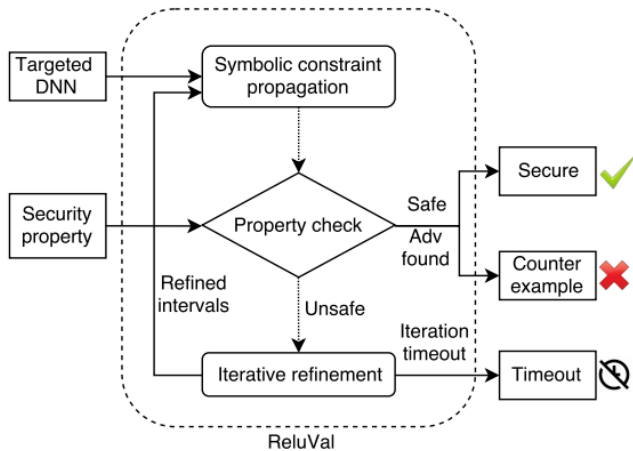 Targeted
DNN
Symbolic constraint
propagation
Security
property
Property check
Safe
Adv
found
Secure
Counter
example
Refined
intervals
Unsafe
Iteration
timeout
Iterative refinement
Timeout
ReluVal